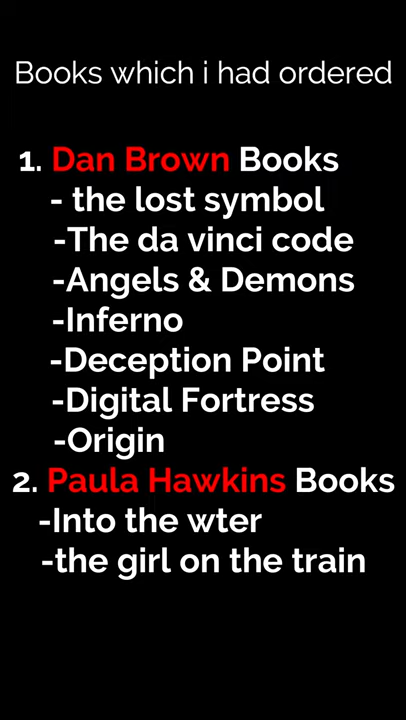 Books which i had ordered
1. Dan Brown Books
- the lost symbol
-The da vinci code
-Angels & Demons
-Inferno
-Deception Point
-Digital Fortress
-Origin
2. Paula Hawkins Books
-Into the wter
-the girl on the train